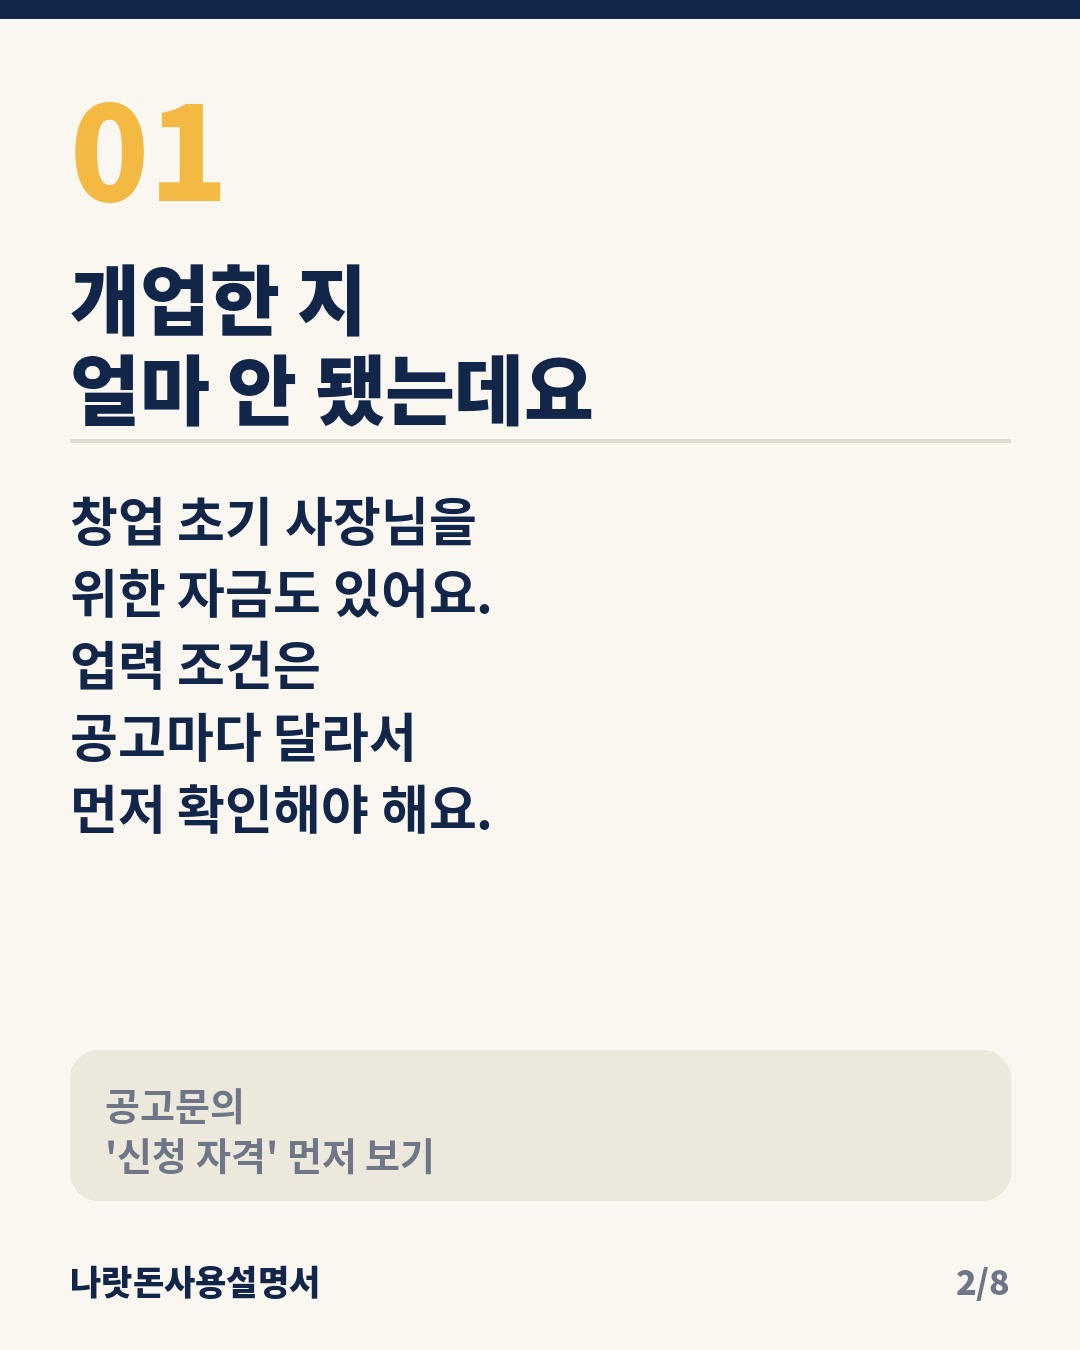 01
개업한 지
얼마 안 됐는데요
창업 초기 사장님을
위한 자금도 있어요.
업력 조건은
공고마다 달라서
먼저 확인해야 해요.
공고문의
'신청 자격' 먼저 보기
나랏돈사용설명서
2/8